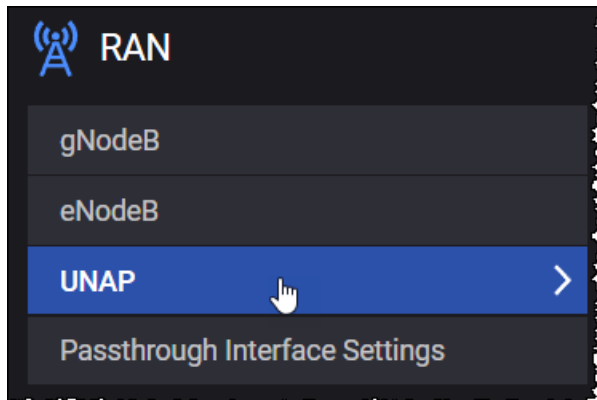 RAN
gNodeB
eNodeB
UNAP
Passthrough Interface Settings